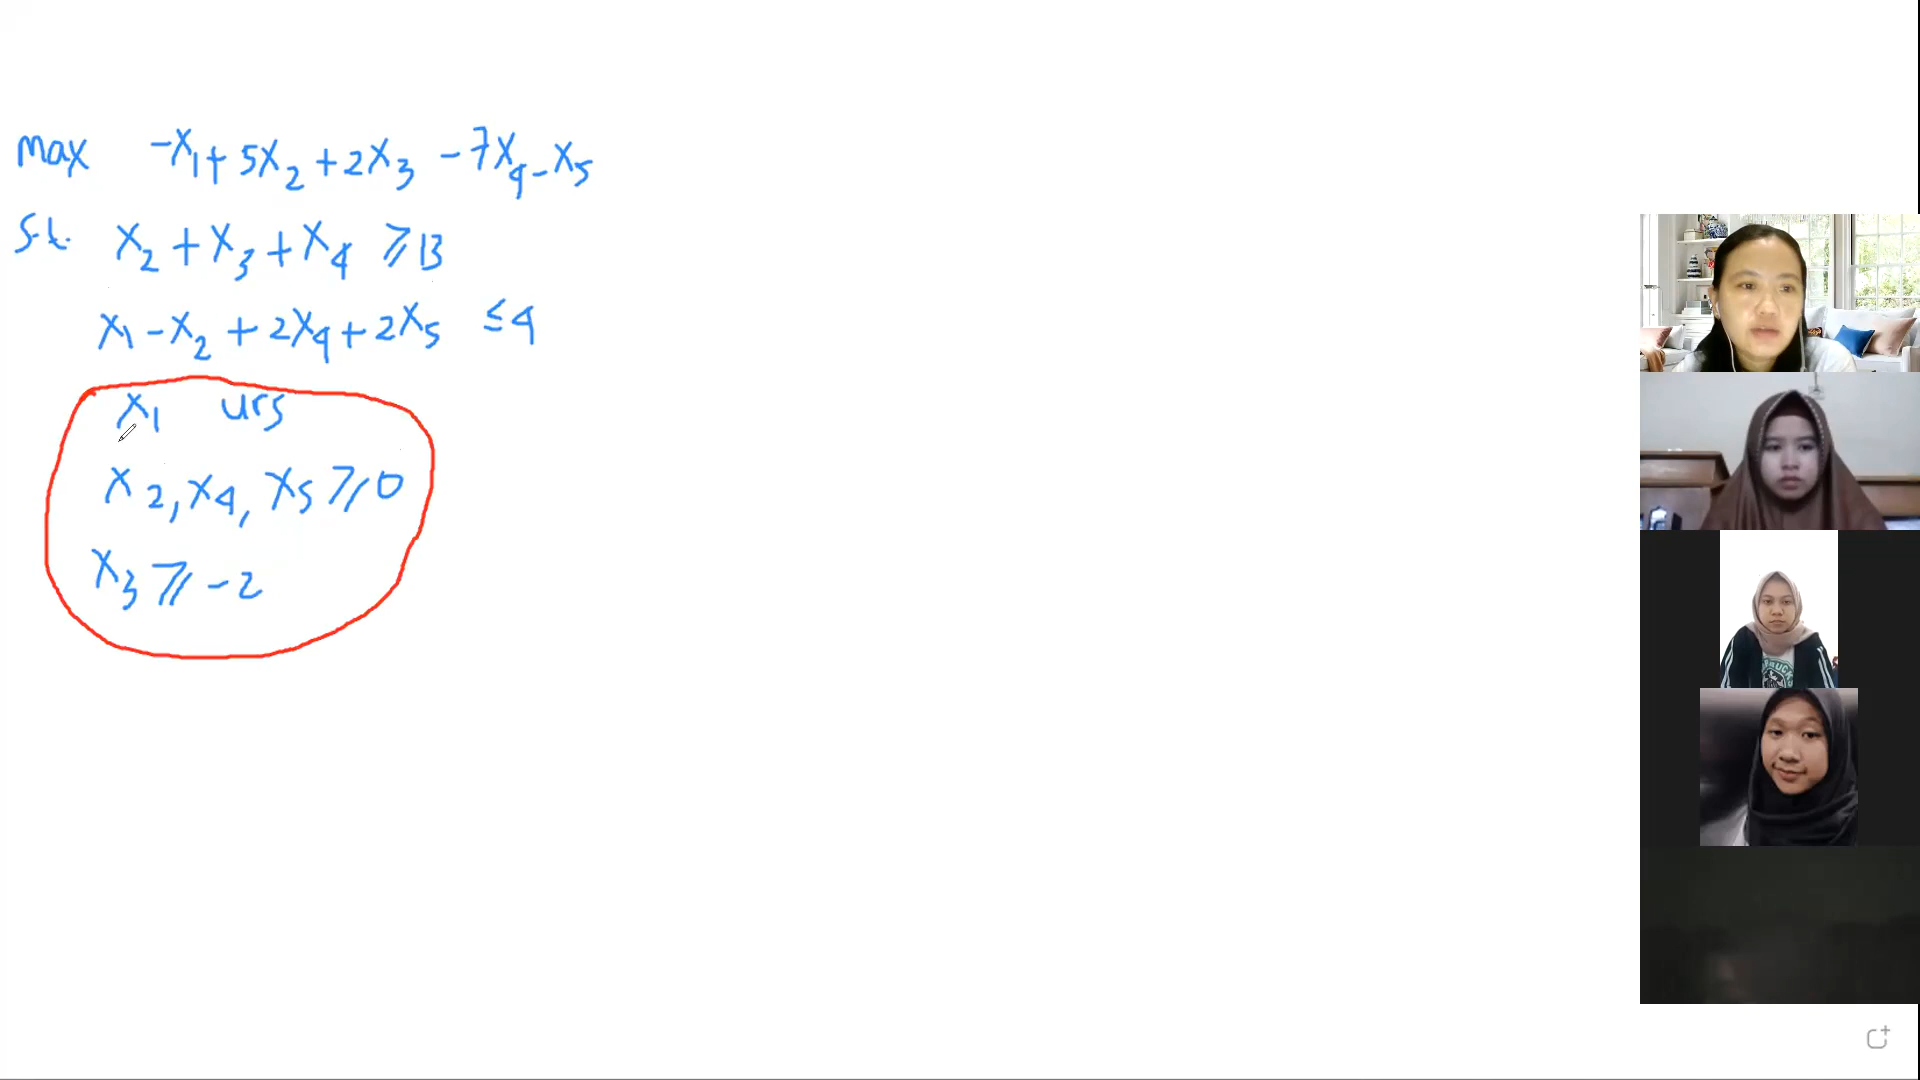 max -x₁ + 5x₂ + 2x₃ - 7x₄ - x₅
s.t. x₂ + x₃ + x₄ ≥ 13
x₁ - x₂ + 2x₄ + 2x₅ ≤ 4
x₁ urs
x₂, x₄, x₅ ≥ 0
x₃ ≥ -2